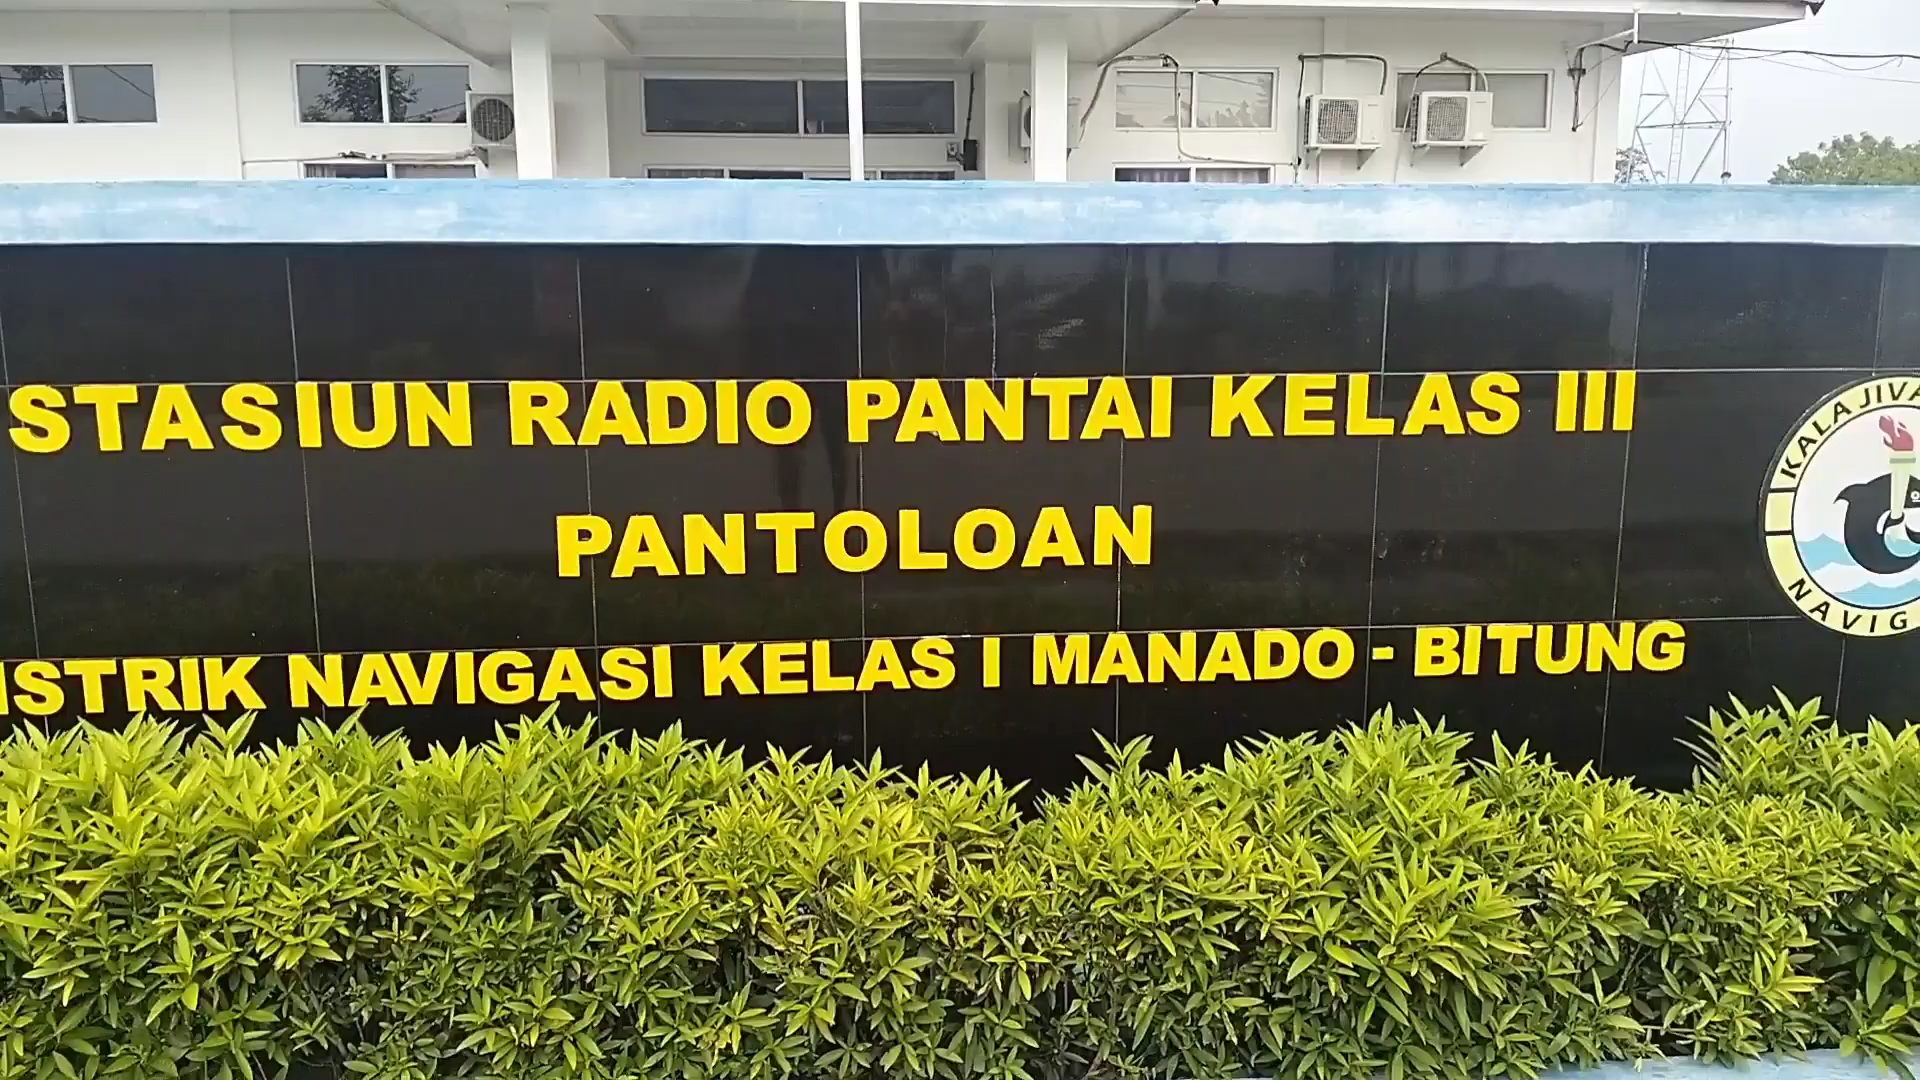 STASIUN RADIO PANTAI KELAS III
PANTOLOAN
ISTRIK NAVIGASI KELAS I MANADO - BITUNG
KALA JIVA
NAVIG